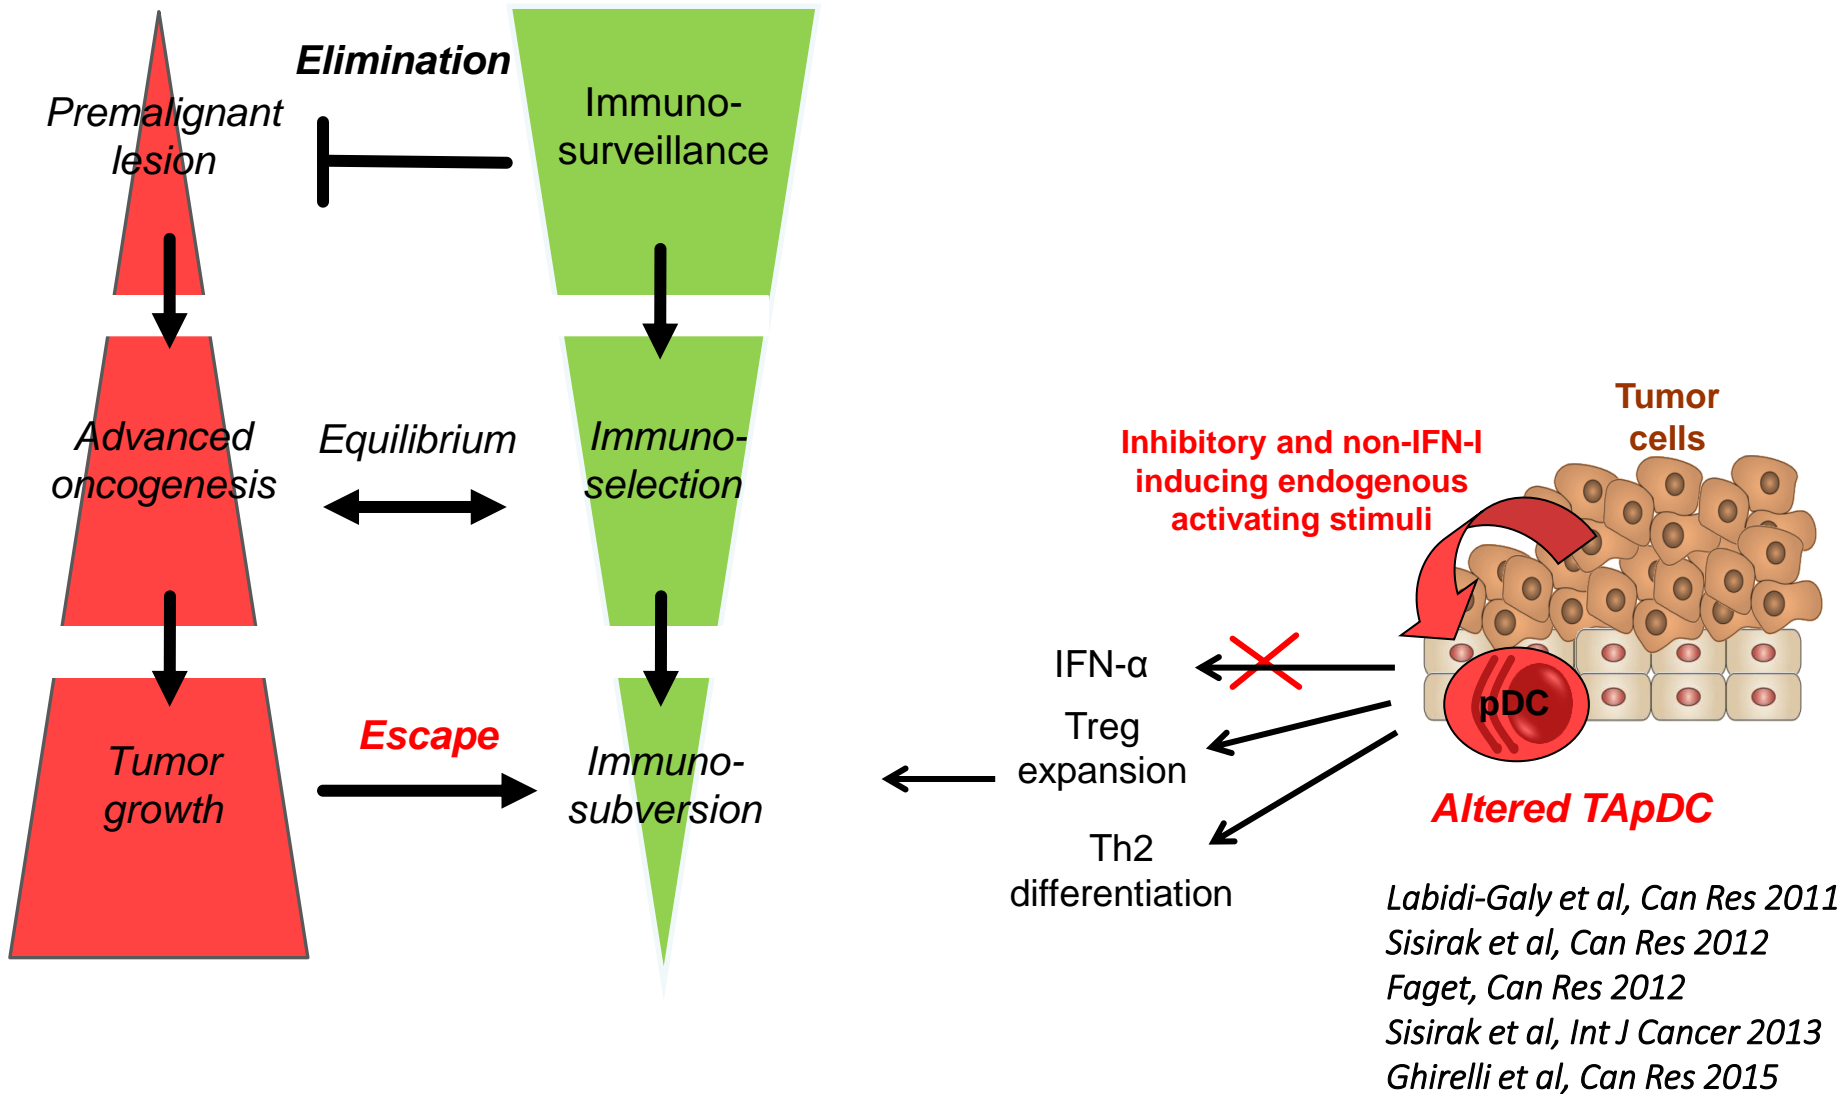 Elimination
Premalignant
lesion
Immuno-
surveillance
Advanced
oncogenesis
Equilibrium
Immuno-
selection
Tumor
growth
Escape
Immuno-
subversion
Tumor
cells
Inhibitory and non-IFN-I
inducing endogenous
activating stimuli
IFN-α
Treg
expansion
Th2
differentiation
pDC
Altered TApDC
Labidi-Galy et al, Can Res 2011
Sisirak et al, Can Res 2012
Faget, Can Res 2012
Sisirak et al, Int J Cancer 2013
Ghirelli et al, Can Res 2015